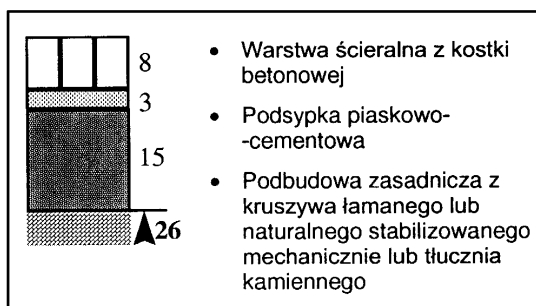 8
3
15
26
• Warstwa ścieralna z kostki
betonowej
• Podsypka piaskowo-
-cementowa
• Podbudowa zasadnicza z
kruszywa łamanego lub
naturalnego stabilizowanego
mechanicznie lub tłucznia
kamiennego